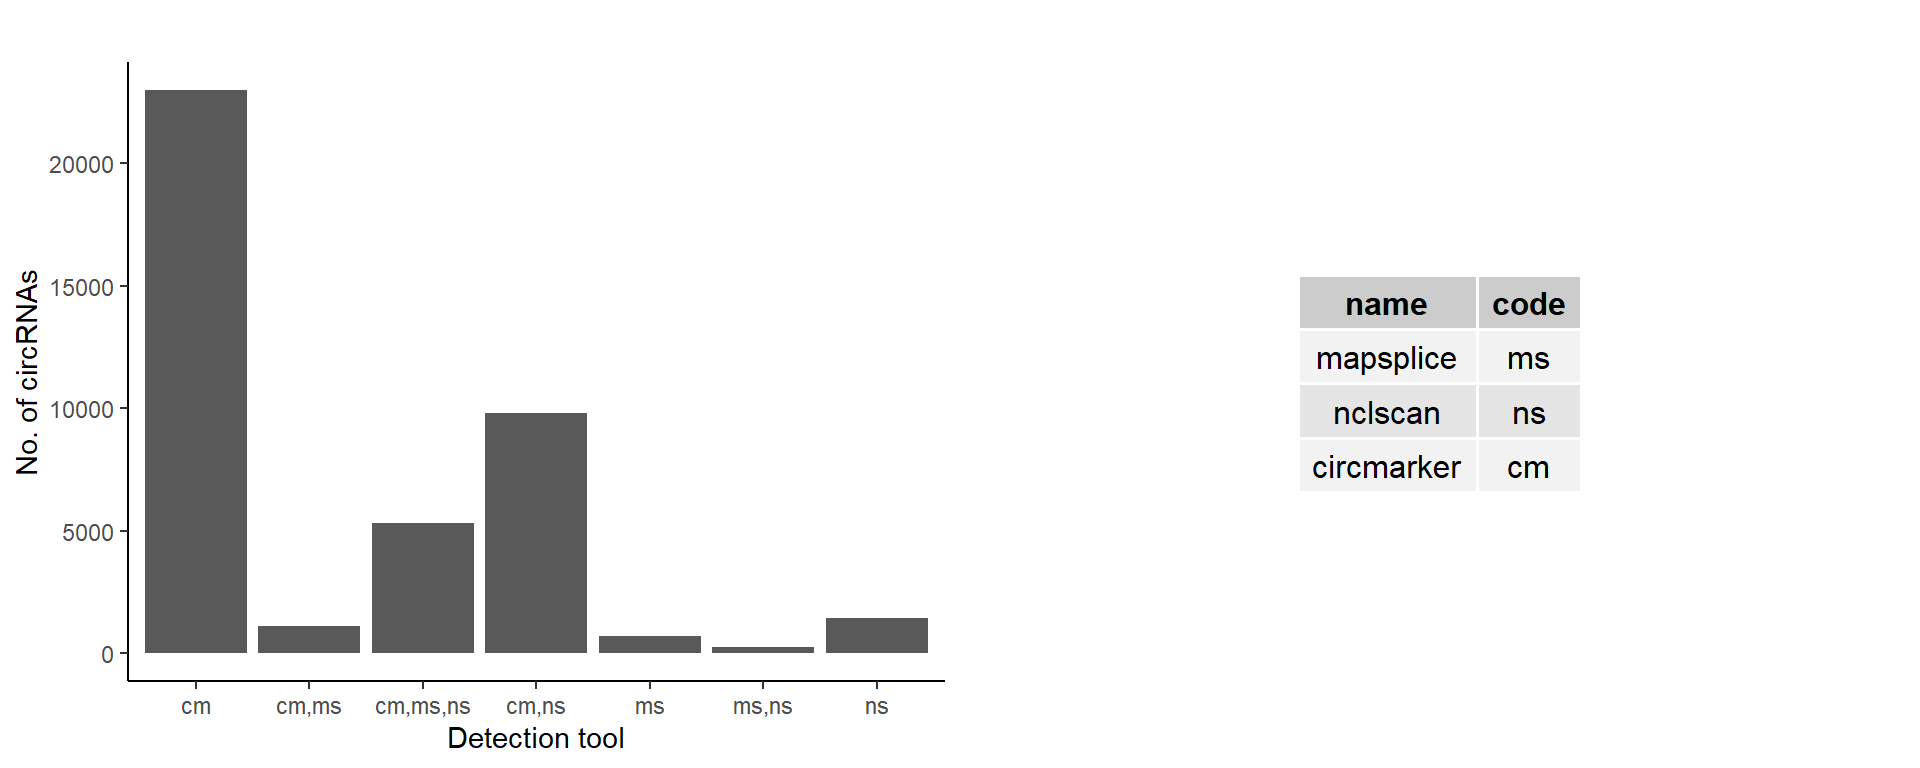 No. of circRNAs
20000
15000
10000
5000
0
cm cm,ms cm,ms,ns cm,ns ms ms,ns ns
Detection tool
name code
mapsplice ms
nclscan ns
circmarker cm